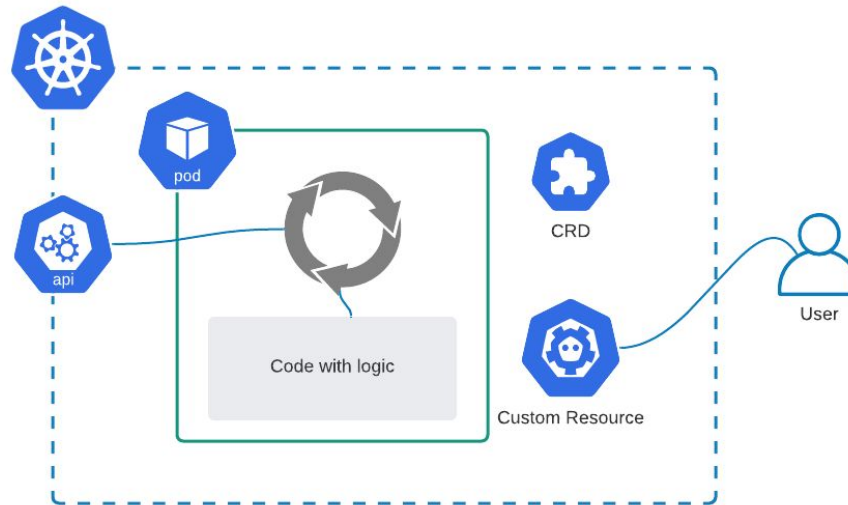 pod
CRD
api
User
Code with logic
Custom Resource